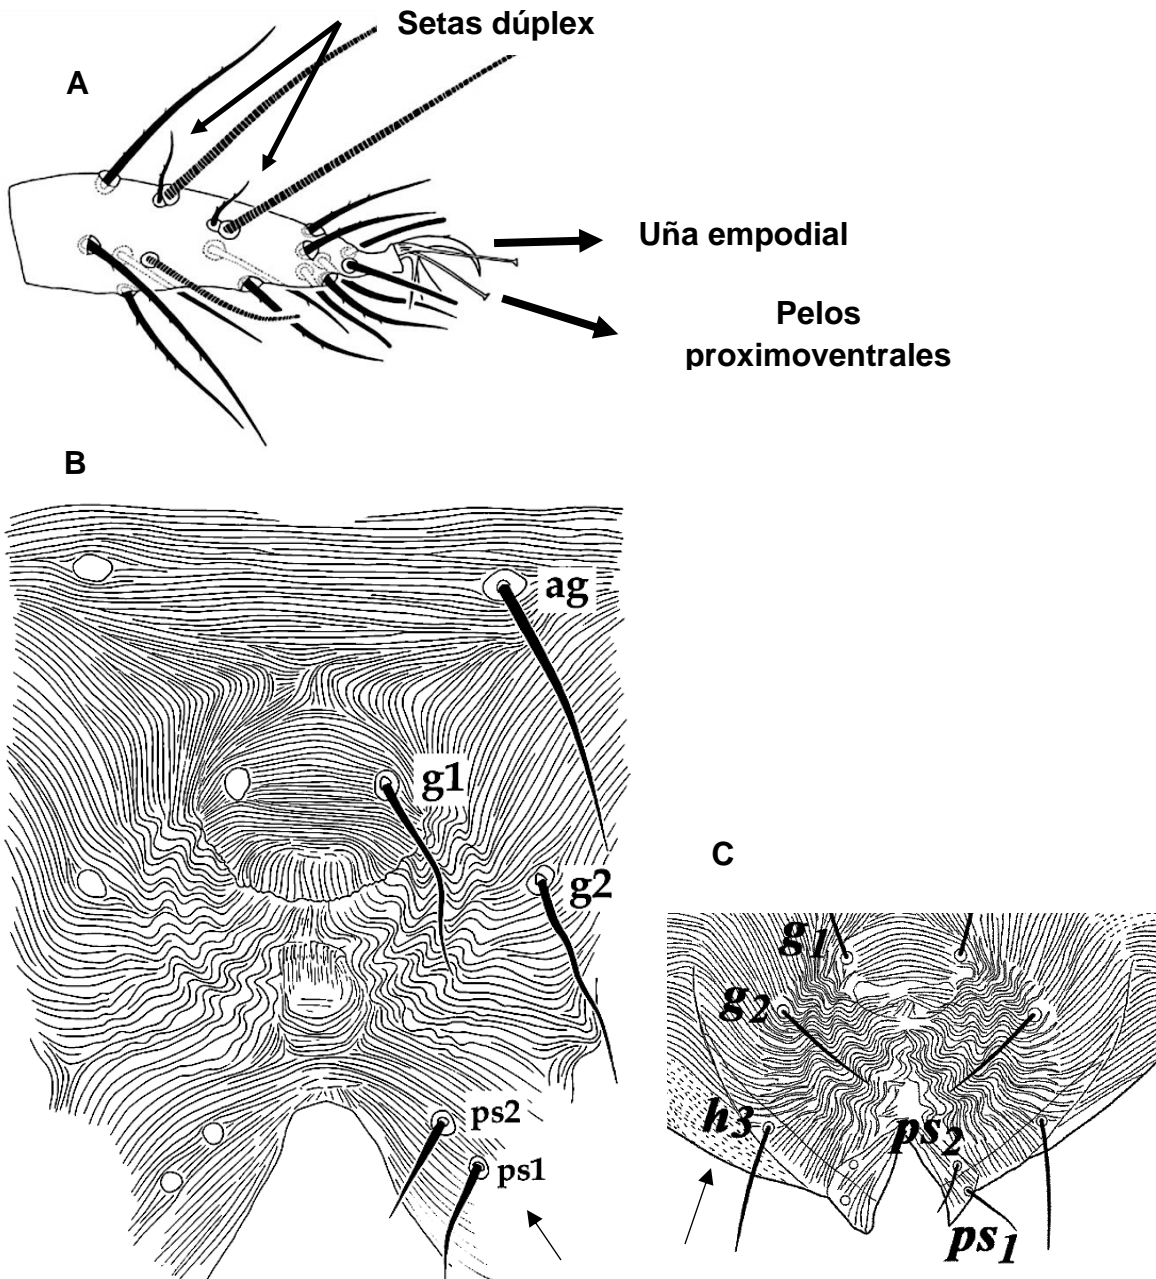 Setas dúplex
A
Uña empodial
Pelos
proximoventrales
B
ag
g1
g2
ps2
ps1
C
g1
g2
h3
ps2
ps1